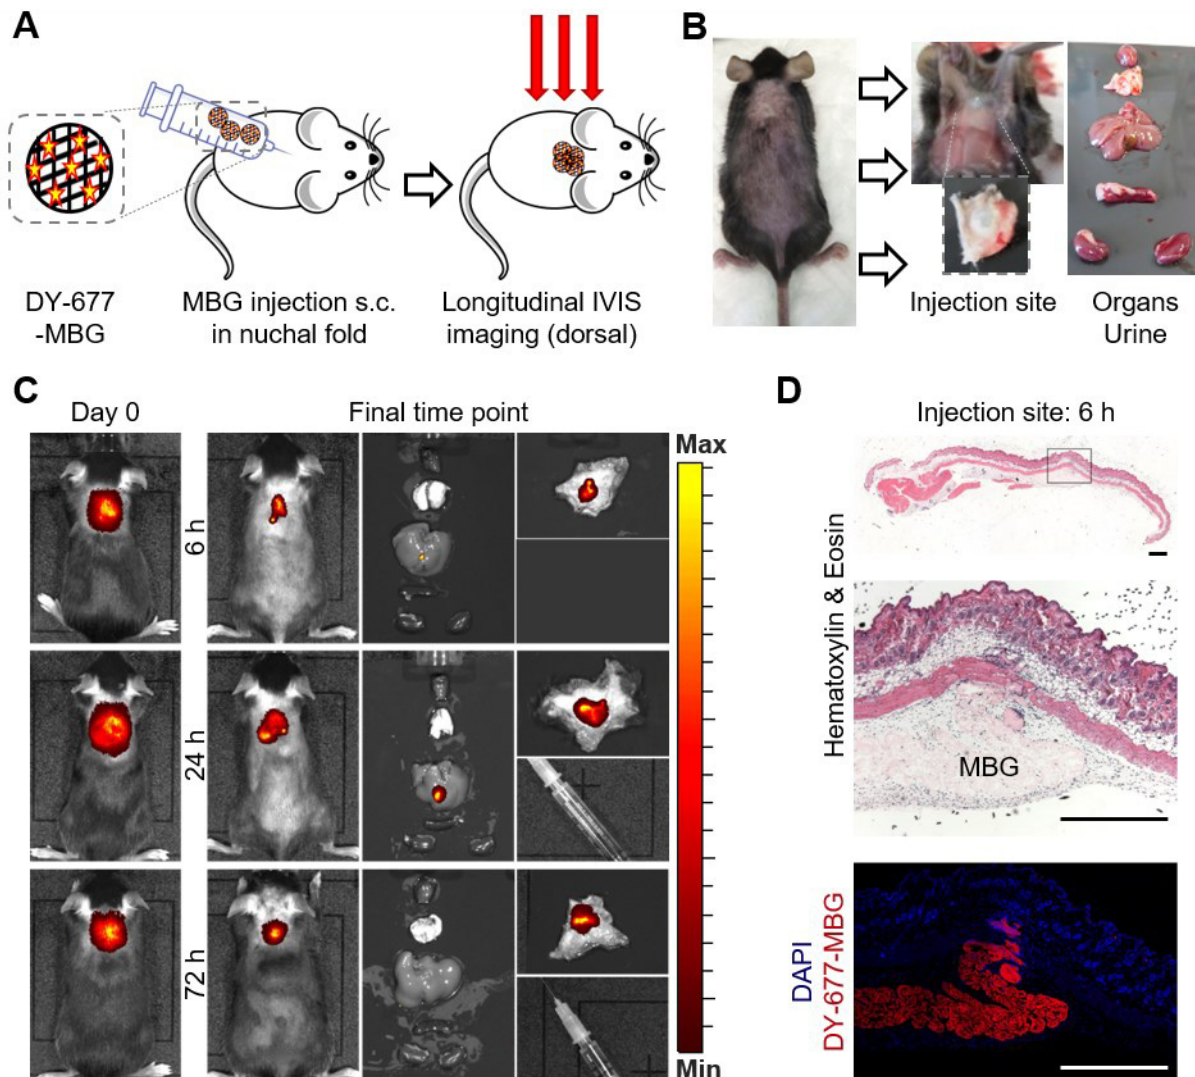 A
DY-677
-MBG
MBG injection s.c.
in nuchal fold
Longitudinal IVIS
imaging (dorsal)
B
Injection site
Organs
Urine
C
Day 0
Final time point
6 h
24 h
72 h
Max
Min
D
Injection site: 6 h
Hematoxylin & Eosin
MBG
DAPI
DY-677-MBG